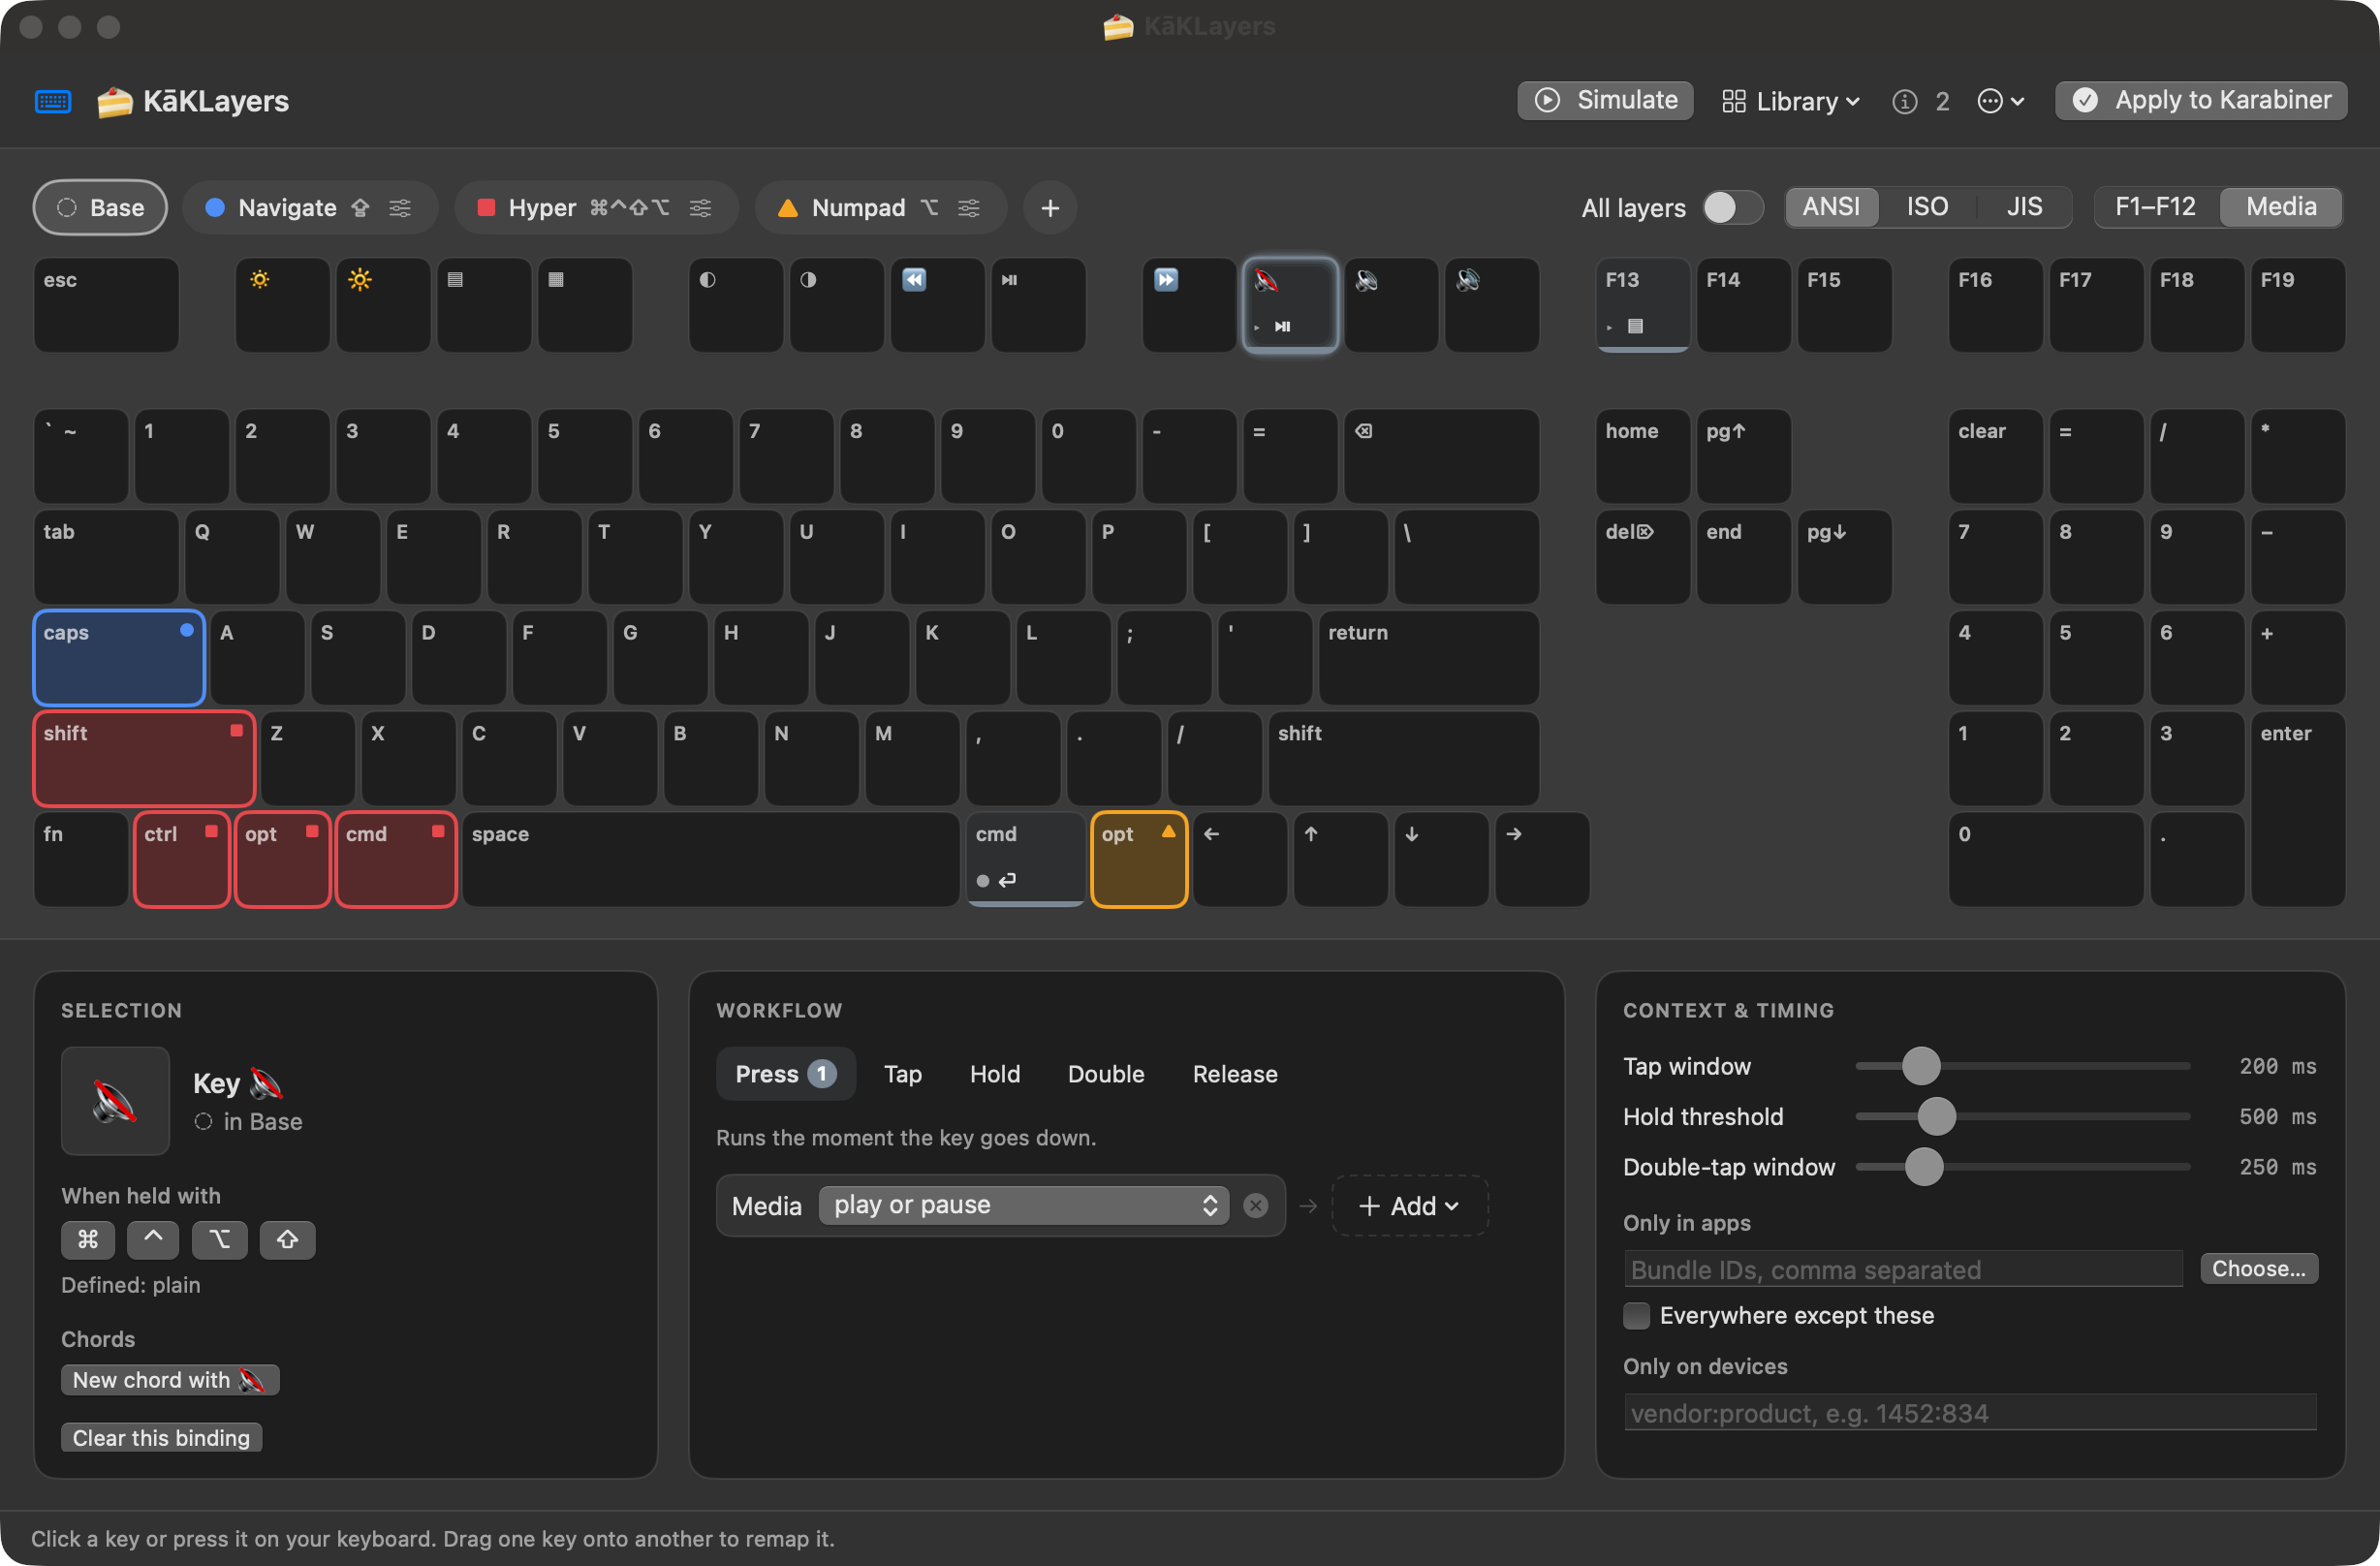 🍰 KāKLayers
🍰 KāKLayers
Simulate
Library
2
Apply to Karabiner
Base
Navigate ⇪
Hyper ⌘⌃⇧⌥
Numpad ⌥
+
All layers
ANSI ISO JIS
F1–F12 Media
esc
F13 F14 F15
F16 F17 F18 F19
` ~ 1 2 3 4 5 6 7 8 9 0 - = ⌫
home pg↑
clear = / *
tab Q W E R T Y U I O P [ ] \
del⌦ end pg↓
7 8 9 −
caps A S D F G H J K L ; ' return
4 5 6 +
shift Z X C V B N M , . / shift
1 2 3 enter
fn ctrl opt cmd space cmd opt ← ↑ ↓ →
↩
0 .
SELECTION
Key
in Base
When held with
⌘ ⌃ ⌥ ⇧
Defined: plain
Chords
New chord with
Clear this binding
WORKFLOW
Press 1 Tap Hold Double Release
Runs the moment the key goes down.
Media play or pause → + Add
CONTEXT & TIMING
Tap window 200 ms
Hold threshold 500 ms
Double-tap window 250 ms
Only in apps
Bundle IDs, comma separated Choose…
Everywhere except these
Only on devices
vendor:product, e.g. 1452:834
Click a key or press it on your keyboard. Drag one key onto another to remap it.